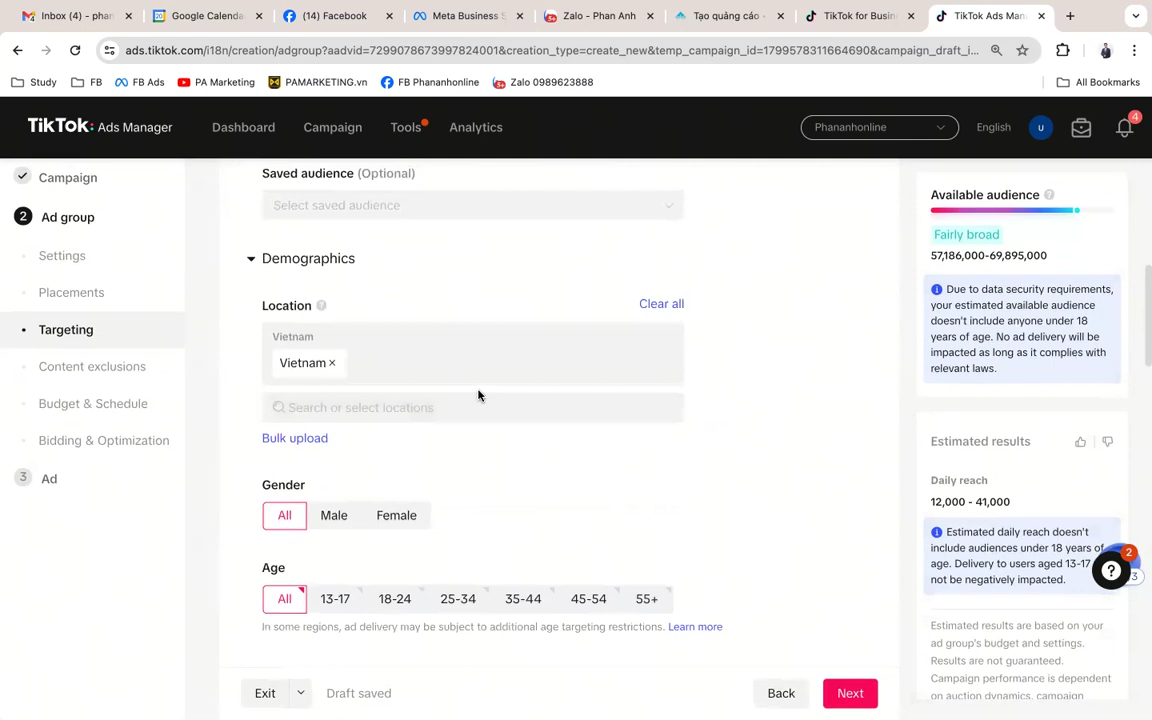 Inbox (4) - phan
Google Calenda
(14) Facebook
Meta Business S
Zalo - Phan Anh
Tạo quảng cáo -
TikTok for Busin
TikTok Ads Man
ads.tiktok.com/i18n/creation/adgroup?aadvid=7299078673997824001&creation_type=create_new&temp_campaign_id=1799578311664690&campaign_draft_i...
Study
FB
FB Ads
PA Marketing
PAMARKETING.vn
FB Phananhonline
Zalo 0989623888
All Bookmarks
TikTok: Ads Manager
Dashboard
Campaign
Tools
Analytics
Phananhonline
English
U
4
Campaign
2 Ad group
Settings
Placements
Targeting
Content exclusions
Budget & Schedule
Bidding & Optimization
3 Ad
Saved audience (Optional)
Select saved audience
Demographics
Location ?
Clear all
Vietnam
Vietnam ×
Search or select locations
Bulk upload
Gender
All
Male
Female
Age
All
13-17
18-24
25-34
35-44
45-54
55+
In some regions, ad delivery may be subject to additional age targeting restrictions. Learn more
Exit
Draft saved
Back
Next
Available audience ?
Fairly broad
57,186,000-69,895,000
Due to data security requirements,
your estimated available audience
doesn't include anyone under 18
years of age. No ad delivery will be
impacted as long as it complies with
relevant laws.
Estimated results
Daily reach
12,000 - 41,000
Estimated daily reach doesn't
include audiences under 18 years of
age. Delivery to users aged 13-17
not be negatively impacted.
2
?
3
Estimated results are based on your
ad group's budget and settings.
Results are not guaranteed.
Campaign performance is dependent
on auction dynamics, campaign